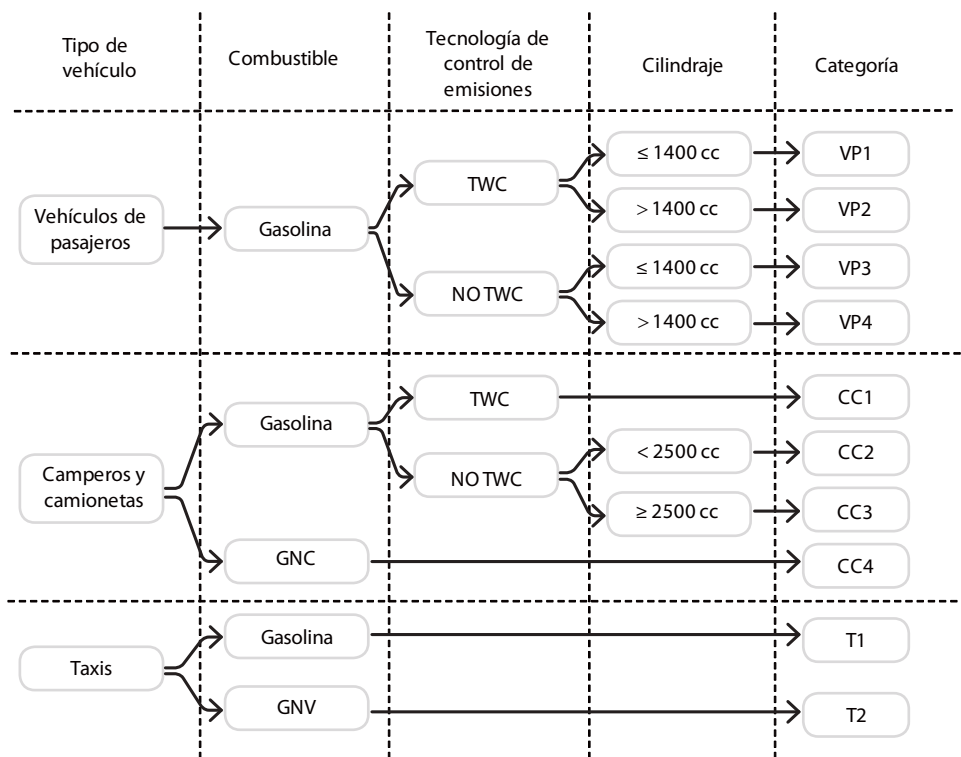 Tipo de
vehículo
Combustible
Tecnología de
control de
emisiones
Cilindraje
Categoría
Vehículos de
pasajeros
Gasolina
TWC
≤ 1400 cc
VP1
> 1400 cc
VP2
NO TWC
≤ 1400 cc
VP3
> 1400 cc
VP4
Camperos y
camionetas
Gasolina
TWC
CC1
NO TWC
< 2500 cc
CC2
≥ 2500 cc
CC3
GNC
CC4
Taxis
Gasolina
T1
GNV
T2